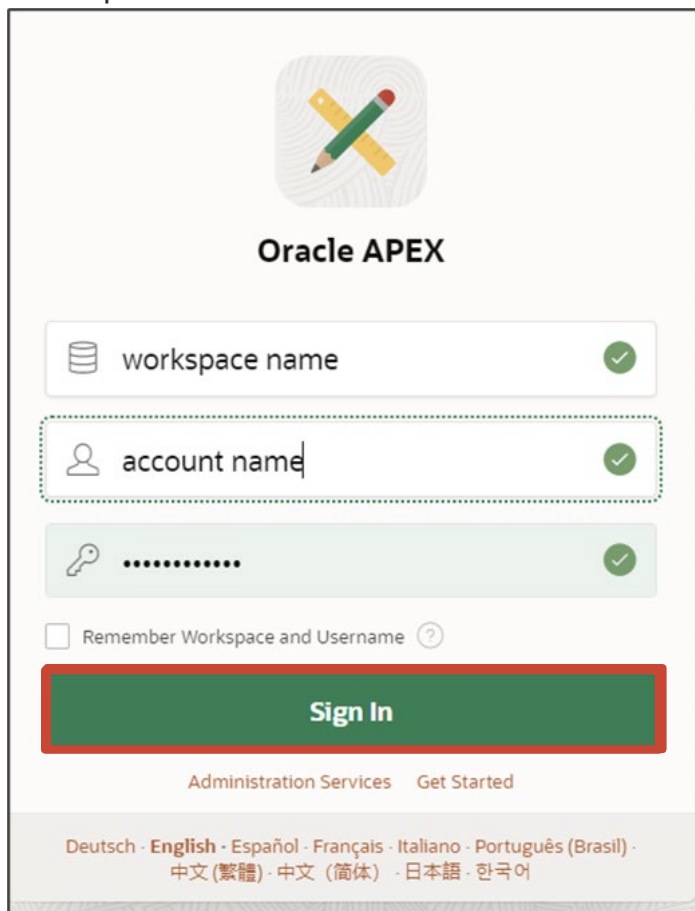 Oracle APEX
workspace name
account name
••••••••••••
Remember Workspace and Username ?
Sign In
Administration Services Get Started
Deutsch · English · Español · Français · Italiano · Português (Brasil) ·
中文 (繁體) · 中文（简体） · 日本語 · 한국어